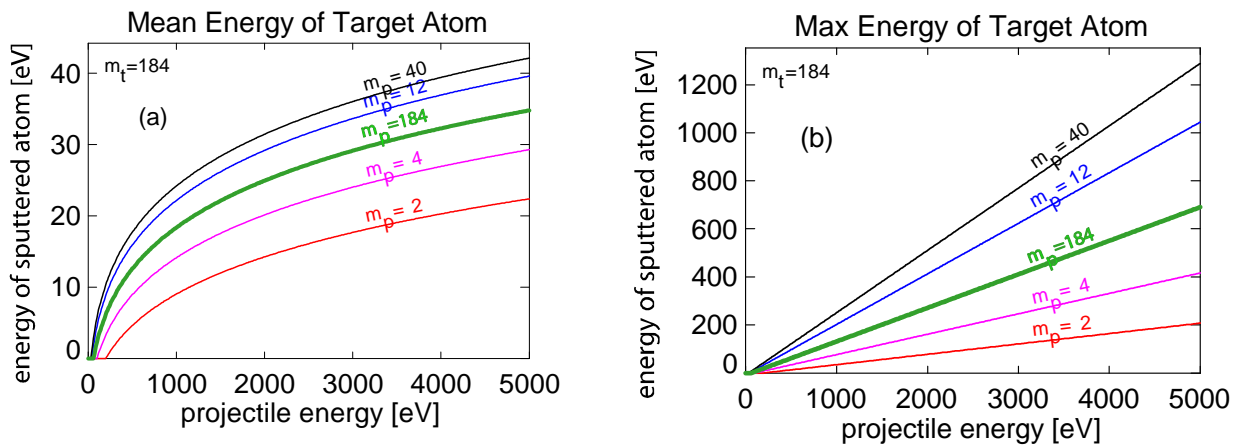 Mean Energy of Target Atom
energy of sputtered atom [eV]
40
30
20
10
0
m_t=184
(a)
m_p= 40
m_p=12
m_p=184
m_p= 4
m_p= 2
0 1000 2000 3000 4000 5000
projectile energy [eV]
Max Energy of Target Atom
energy of sputtered atom [eV]
1200
1000
800
600
400
200
0
m_t=184
(b)
m_p= 40
m_p=12
m_p=184
m_p= 4
m_p= 2
0 1000 2000 3000 4000 5000
projectile energy [eV]